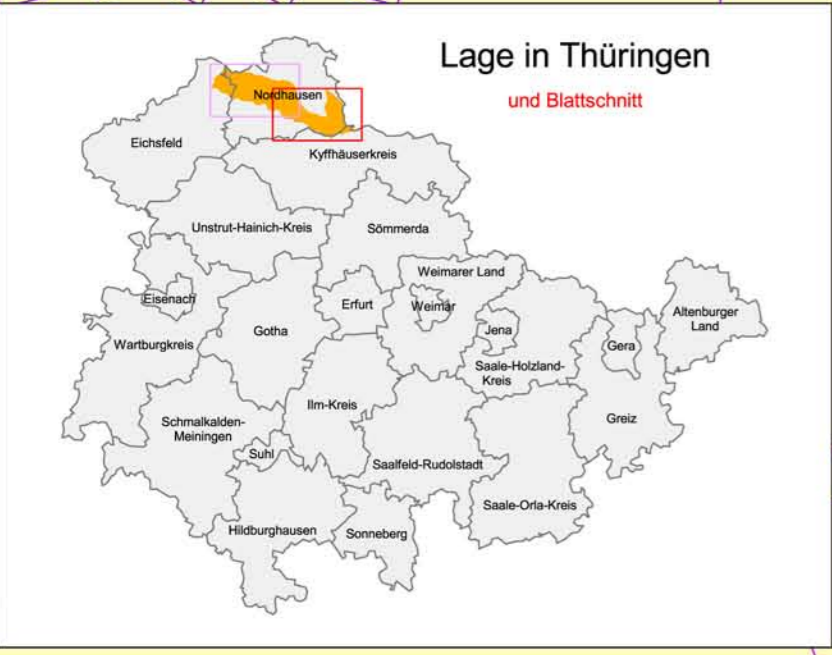 Lage in Thüringen
und Blattschnitt
Nordhausen
Eichsfeld
Kyffhäuserkreis
Unstrut-Hainich-Kreis
Sömmerda
Weimarer Land
Eisenach
Erfurt
Weimar
Altenburger
Land
Gotha
Jena
Wartburgkreis
Gera
Saale-Holzland-
Kreis
Ilm-Kreis
Schmalkalden-
Meiningen
Greiz
Suhl
Saalfeld-Rudolstadt
Saale-Orla-Kreis
Hildburghausen
Sonneberg